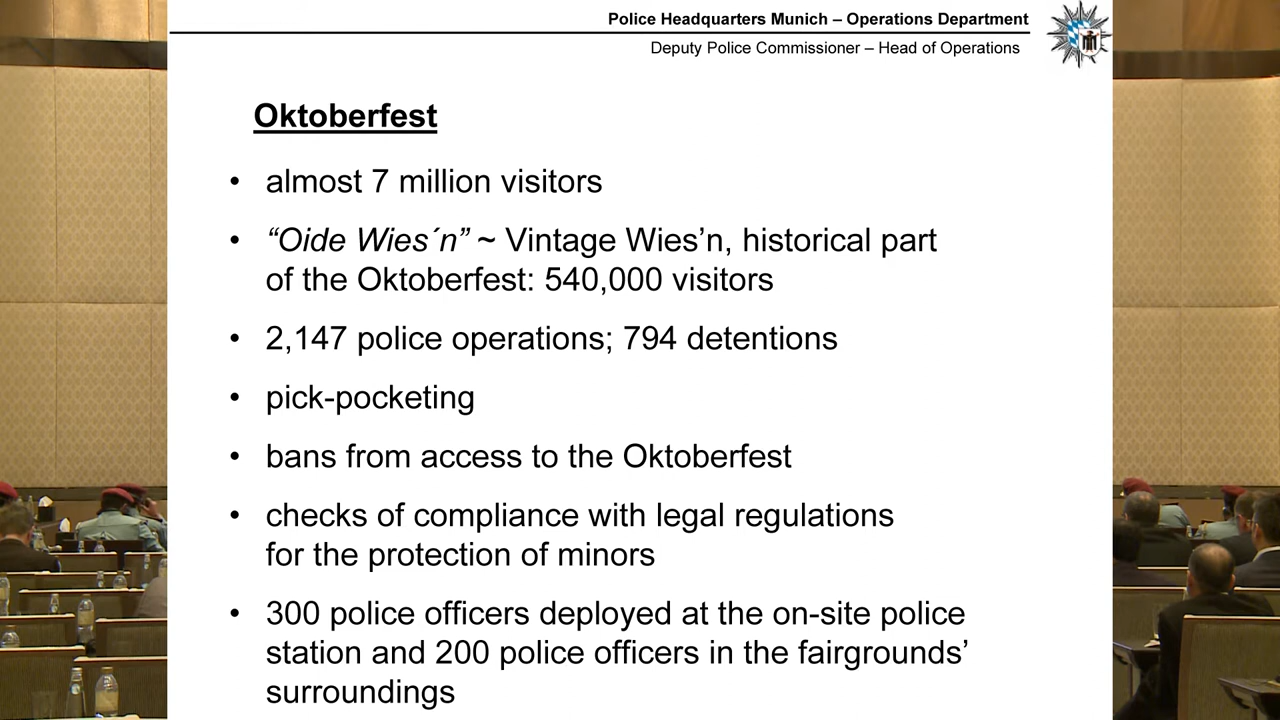 Police Headquarters Munich – Operations Department
Deputy Police Commissioner – Head of Operations
Oktoberfest
• almost 7 million visitors
• “Oide Wies´n” ~ Vintage Wies’n, historical part
of the Oktoberfest: 540,000 visitors
• 2,147 police operations; 794 detentions
• pick-pocketing
• bans from access to the Oktoberfest
• checks of compliance with legal regulations
for the protection of minors
• 300 police officers deployed at the on-site police
station and 200 police officers in the fairgrounds’
surroundings